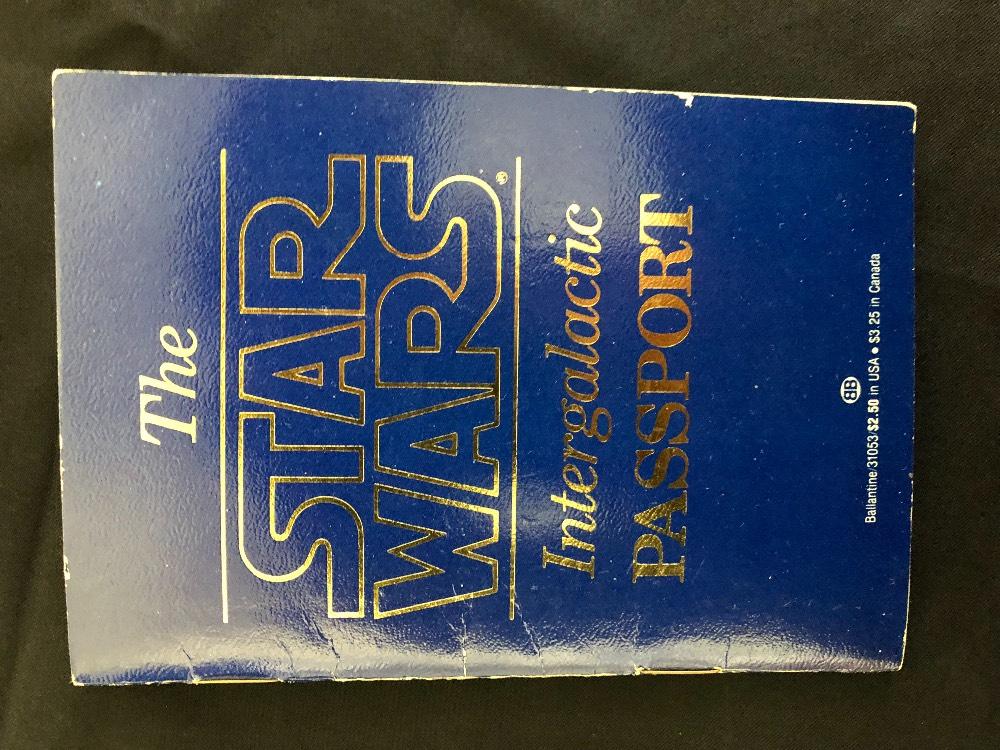 The
STAR
WARS®
Intergalactic
PASSPORT
BB
Ballantine/31053/$2.50 in USA ● $3.25 in Canada